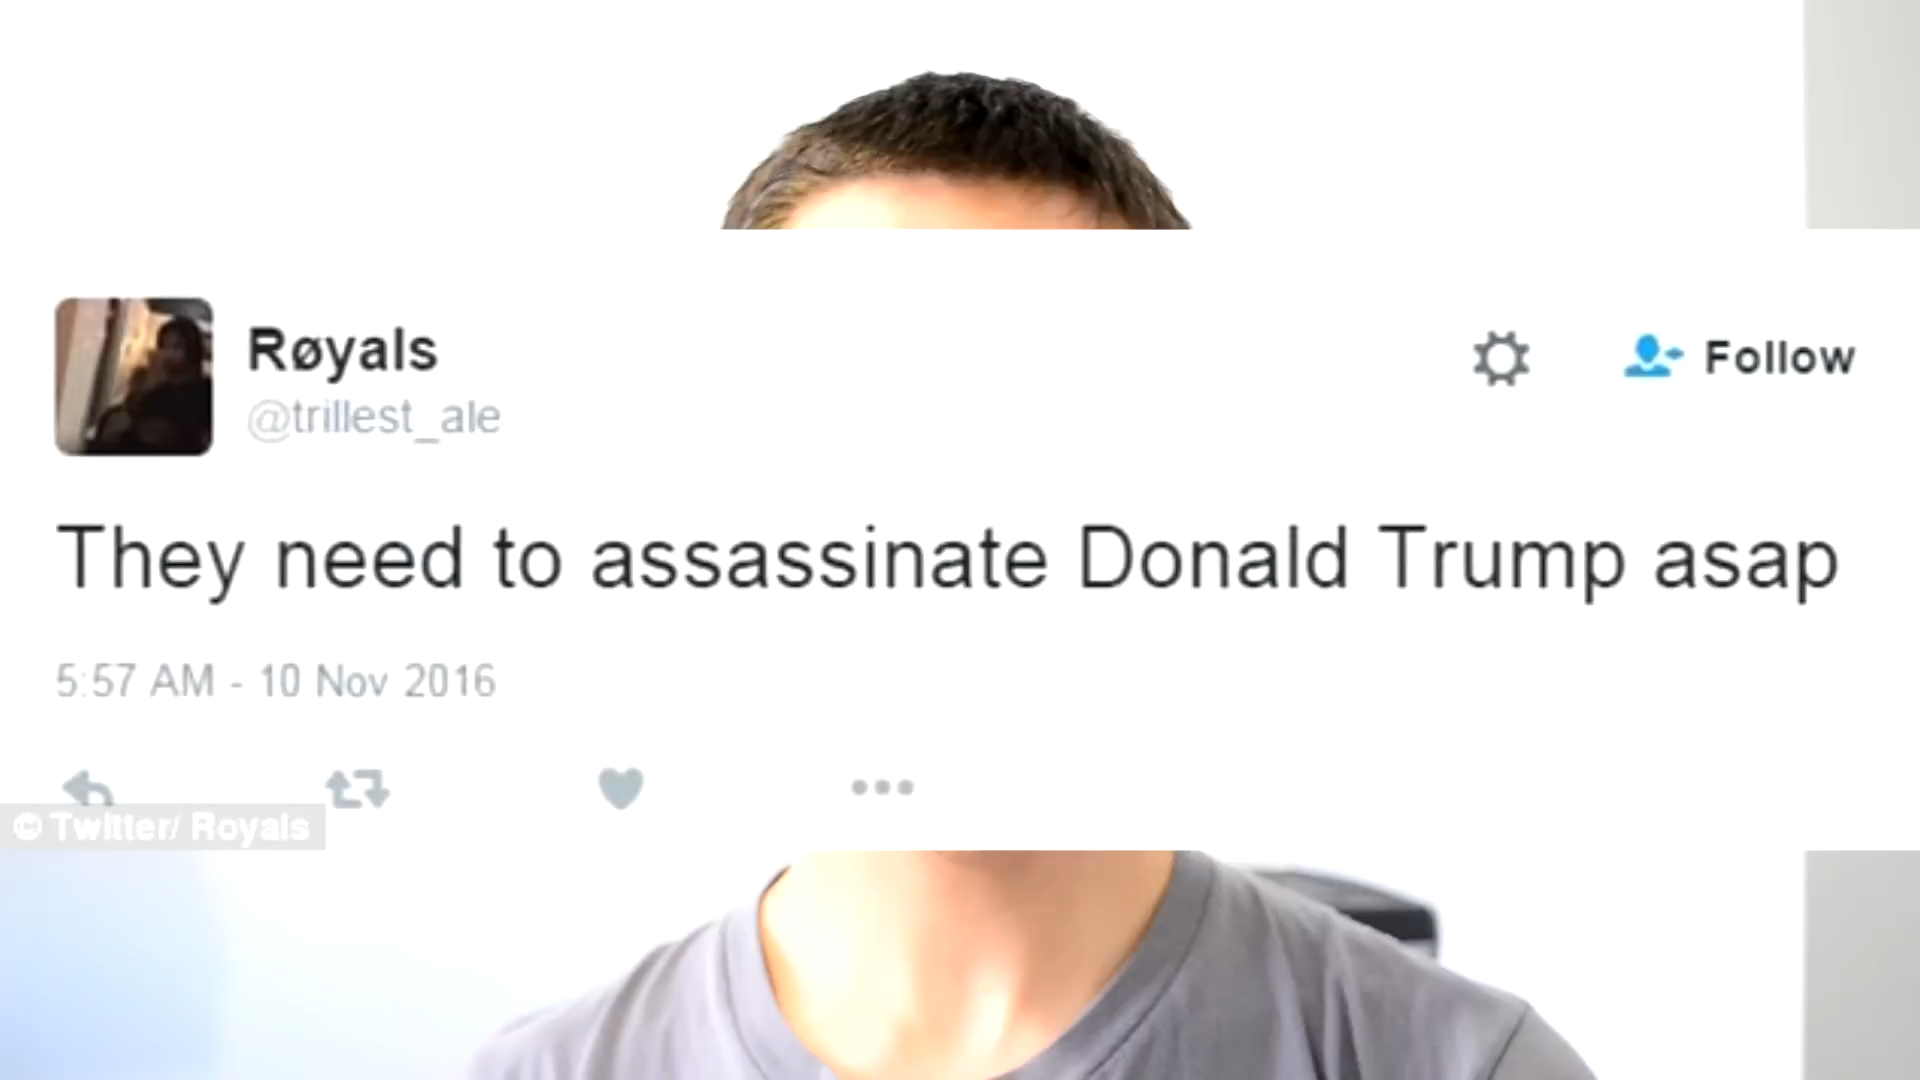 Røyals
@trillest_ale
Follow
They need to assassinate Donald Trump asap
5:57 AM - 10 Nov 2016
© Twitter/ Royals